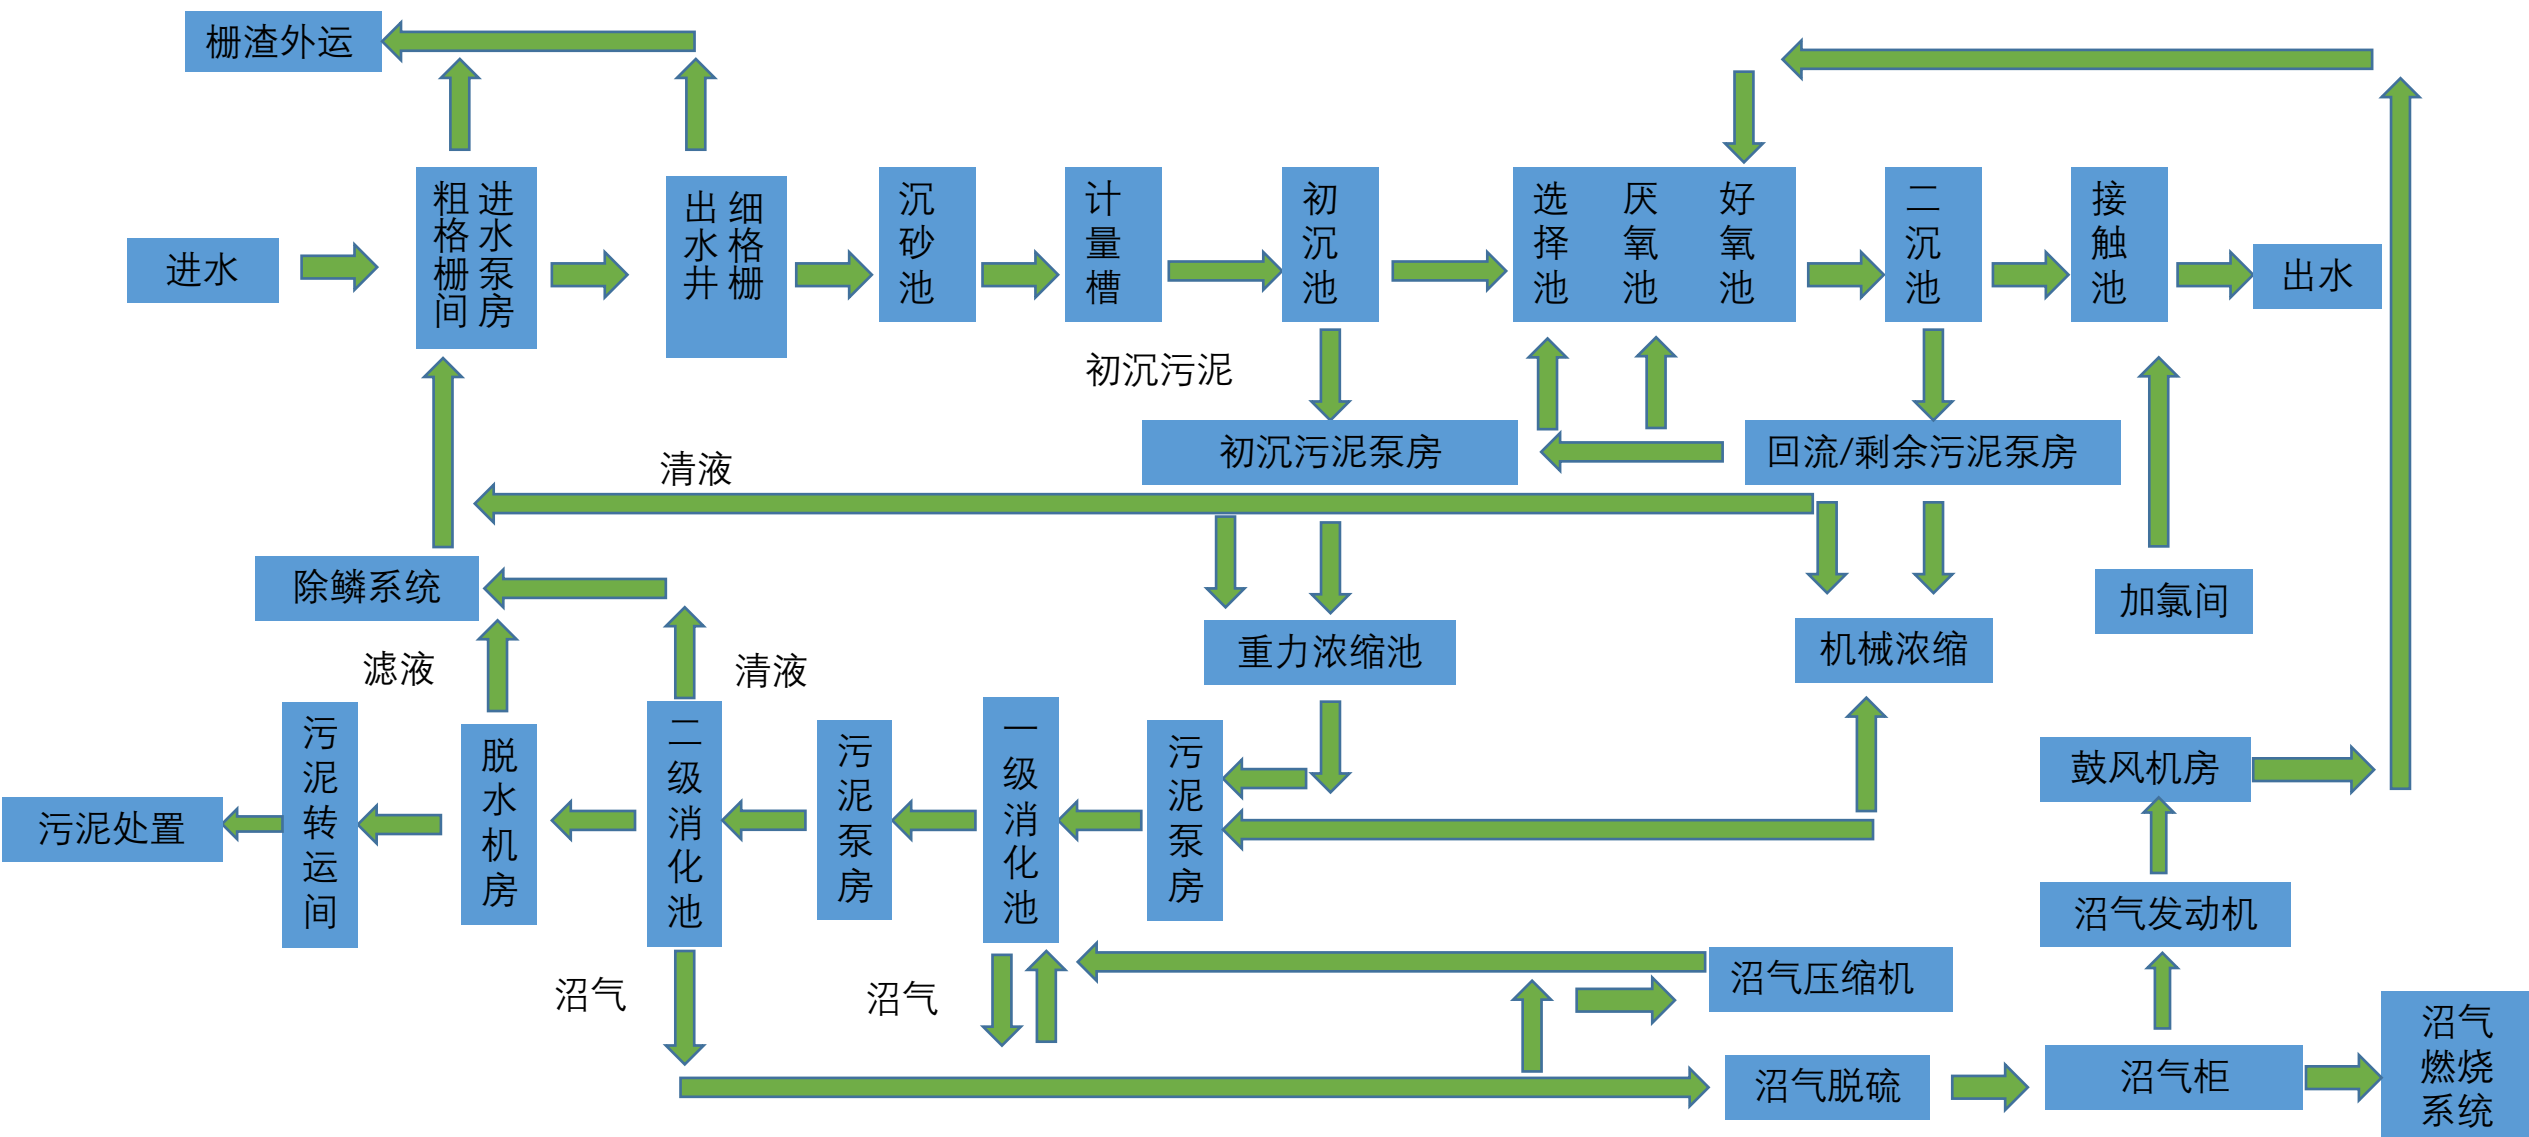 栅渣外运
进水
粗格栅间
进水泵房
出水井
细格栅
沉砂池
计量槽
初沉池
选择池
厌氧池
好氧池
二沉池
接触池
出水
初沉污泥
初沉污泥泵房
回流/剩余污泥泵房
清液
除鳞系统
加氯间
重力浓缩池
机械浓缩
滤液
清液
污泥处置
污泥转运间
脱水机房
二级消化池
污泥泵房
一级消化池
污泥泵房
鼓风机房
沼气发动机
沼气
沼气
沼气压缩机
沼气脱硫
沼气柜
沼气
燃烧
系统